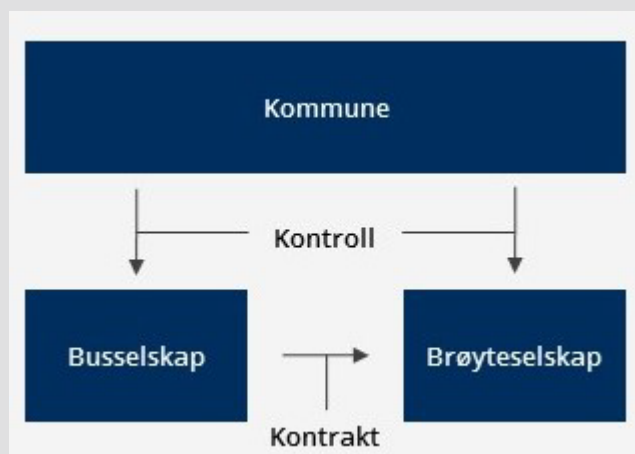 Kommune
Kontroll
Busselskap
Brøyteselskap
Kontrakt